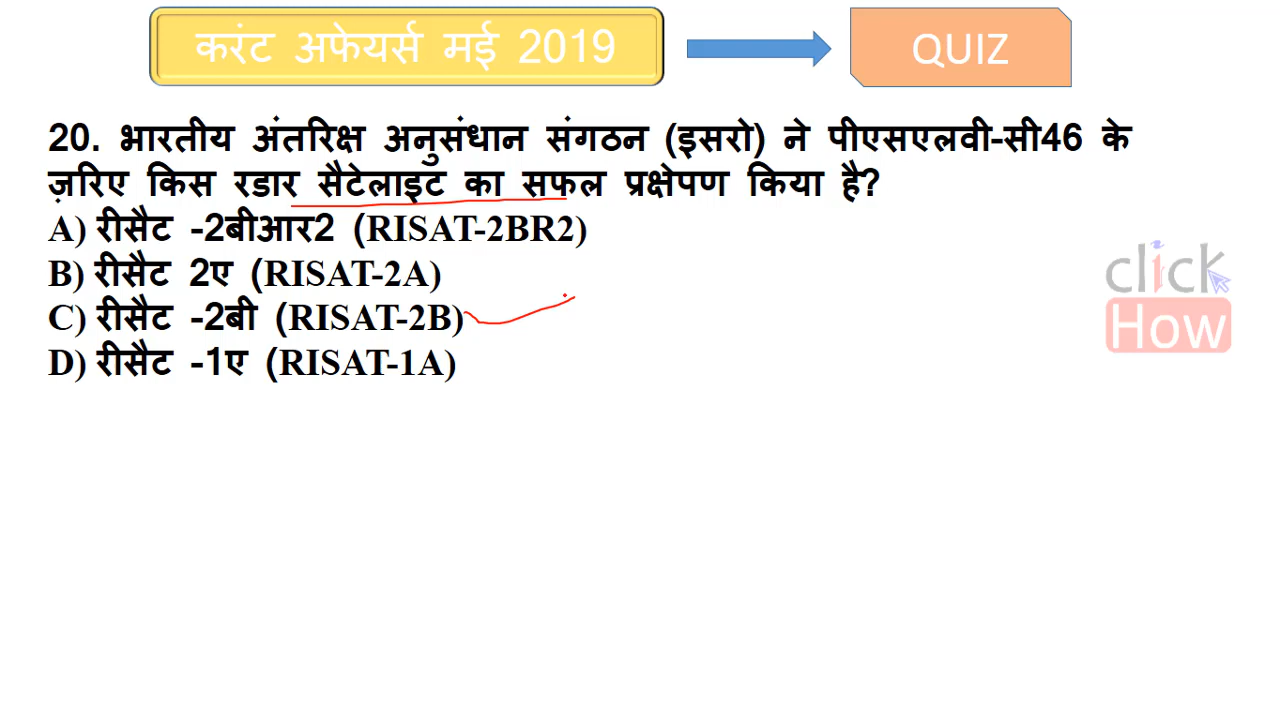 करंट अफेयर्स मई 2019
QUIZ
20. भारतीय अंतरिक्ष अनुसंधान संगठन (इसरो) ने पीएसएलवी-सी46 के
ज़रिए किस रडार सैटेलाइट का सफल प्रक्षेपण किया है?
A) रीसैट -2बीआर2 (RISAT-2BR2)
B) रीसैट 2ए (RISAT-2A)
C) रीसैट -2बी (RISAT-2B)
D) रीसैट -1ए (RISAT-1A)
click
How